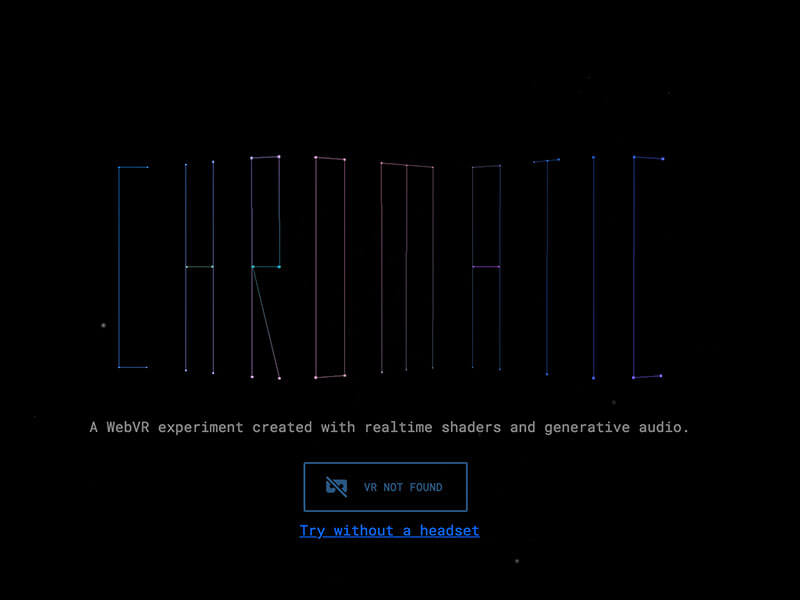 CHROMATIC
A WebVR experiment created with realtime shaders and generative audio.
VR NOT FOUND
Try without a headset